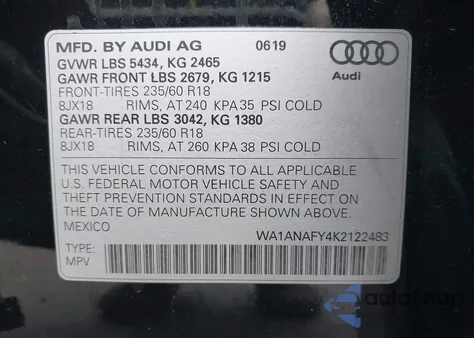 MFD. BY AUDI AG 0619
GVWR LBS 5434, KG 2465
GAWR FRONT LBS 2679, KG 1215
FRONT-TIRES 235/60 R18
8JX18 RIMS, AT 240 KPA 35 PSI COLD
GAWR REAR LBS 3042, KG 1380
REAR-TIRES 235/60 R18
8JX18 RIMS, AT 260 KPA 38 PSI COLD
Audi
THIS VEHICLE CONFORMS TO ALL APPLICABLE
U.S. FEDERAL MOTOR VEHICLE SAFETY AND
THEFT PREVENTION STANDARDS IN EFFECT ON
THE DATE OF MANUFACTURE SHOWN ABOVE.
MEXICO WA1ANAFY4K2122483
TYPE:
MPV
autoSnap